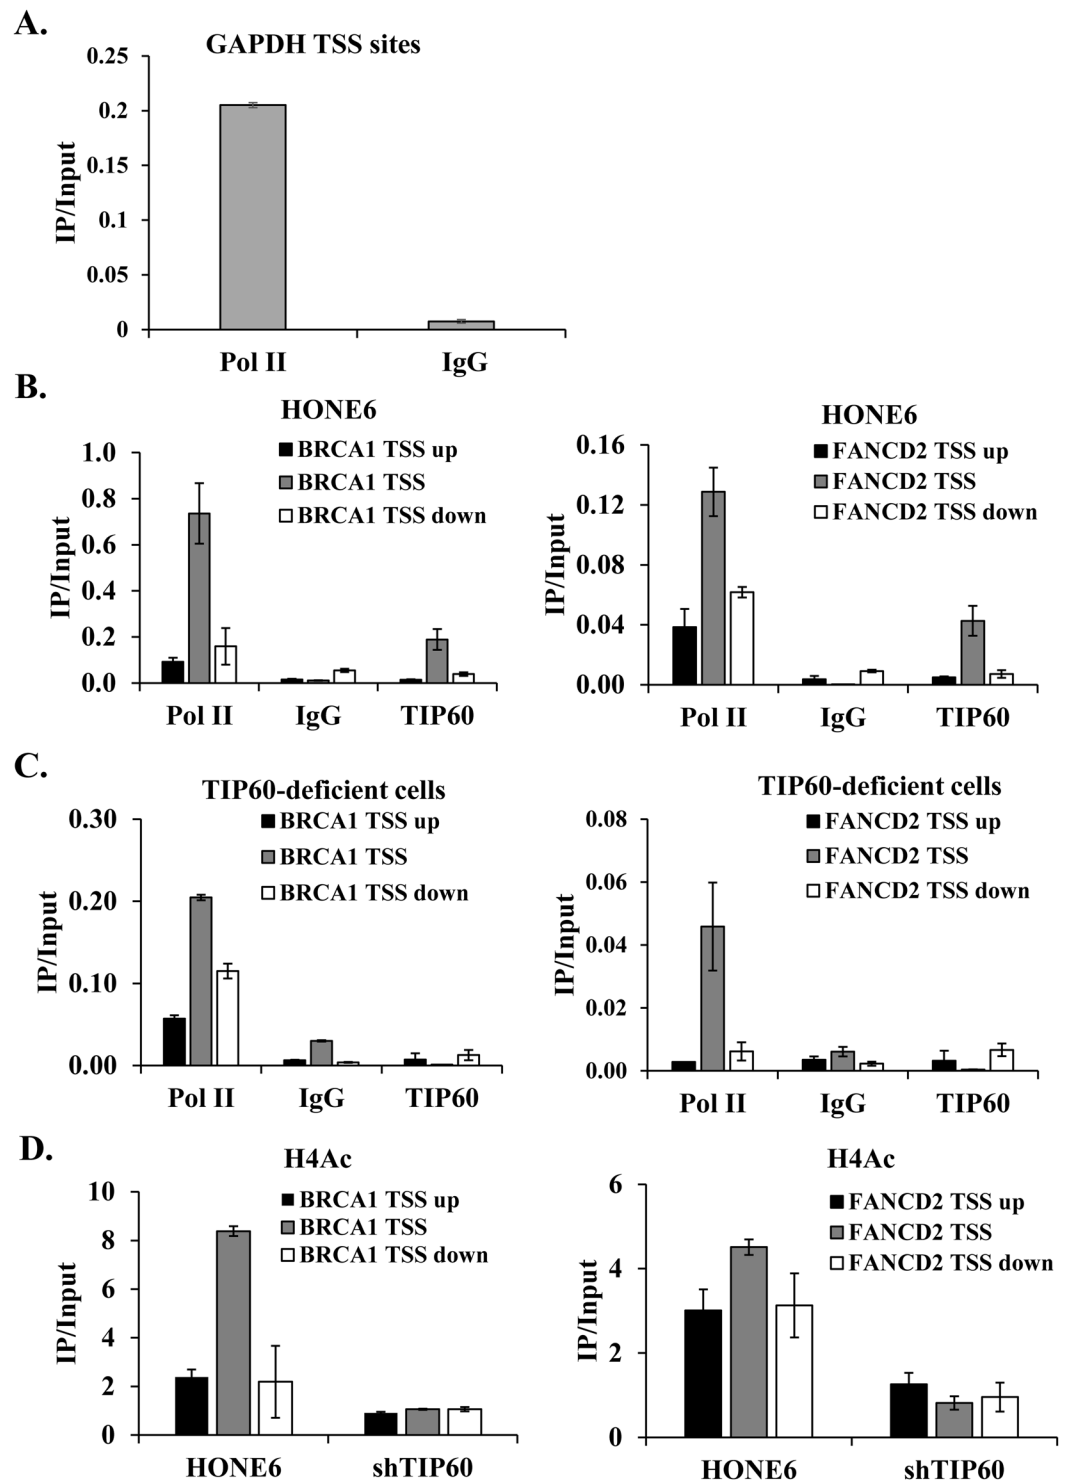 A.
GAPDH TSS sites
0.25
0.2
0.15
0.1
0.05
0
IP/Input
Pol II IgG
B.
HONE6
BRCA1 TSS up
BRCA1 TSS
BRCA1 TSS down
1.0
0.8
0.6
0.4
0.2
0.0
IP/Input
Pol II IgG TIP60
HONE6
FANCD2 TSS up
FANCD2 TSS
FANCD2 TSS down
0.16
0.12
0.08
0.04
0.00
IP/Input
Pol II IgG TIP60
C.
TIP60-deficient cells
BRCA1 TSS up
BRCA1 TSS
BRCA1 TSS down
0.30
0.20
0.10
0.00
IP/Input
Pol II IgG TIP60
TIP60-deficient cells
FANCD2 TSS up
FANCD2 TSS
FANCD2 TSS down
0.08
0.06
0.04
0.02
0.00
IP/Input
Pol II IgG TIP60
D.
H4Ac
BRCA1 TSS up
BRCA1 TSS
BRCA1 TSS down
10
8
6
4
2
0
IP/Input
HONE6 shTIP60
H4Ac
FANCD2 TSS up
FANCD2 TSS
FANCD2 TSS down
6
4
2
0
IP/Input
HONE6 shTIP60